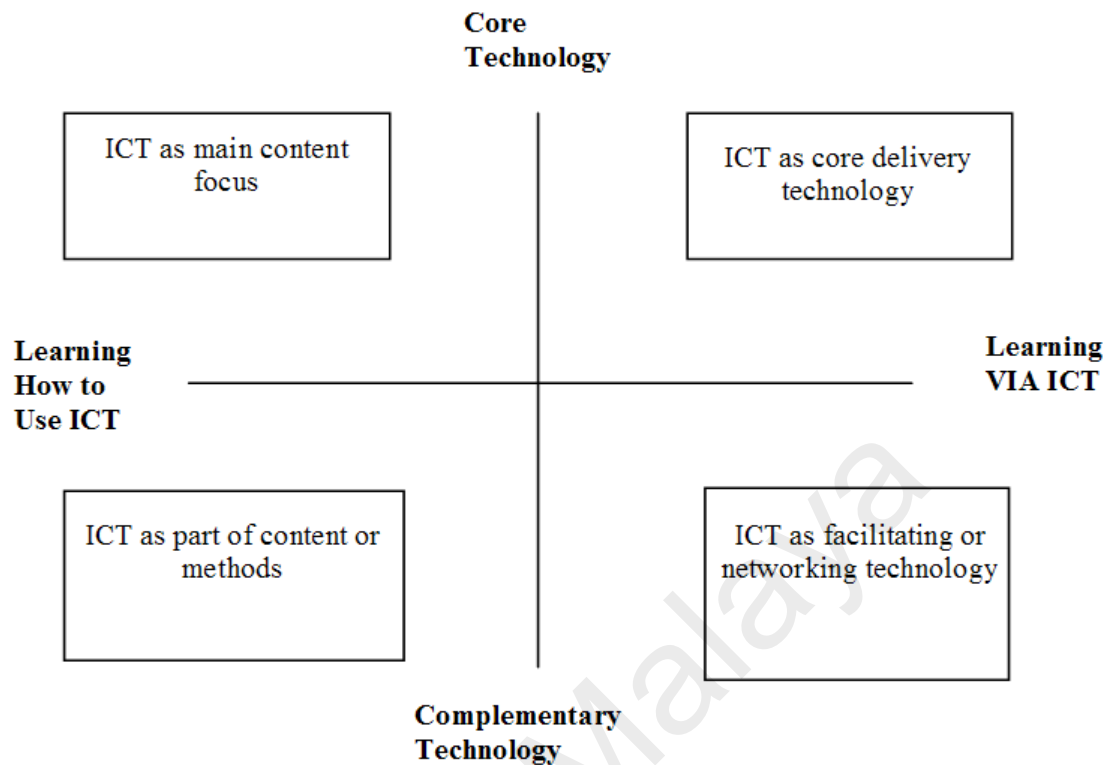 Core
Technology
ICT as main content
focus
ICT as core delivery
technology
Learning
How to
Use ICT
Learning
VIA ICT
ICT as part of content or
methods
ICT as facilitating or
networking technology
Complementary
Technology
Malaya